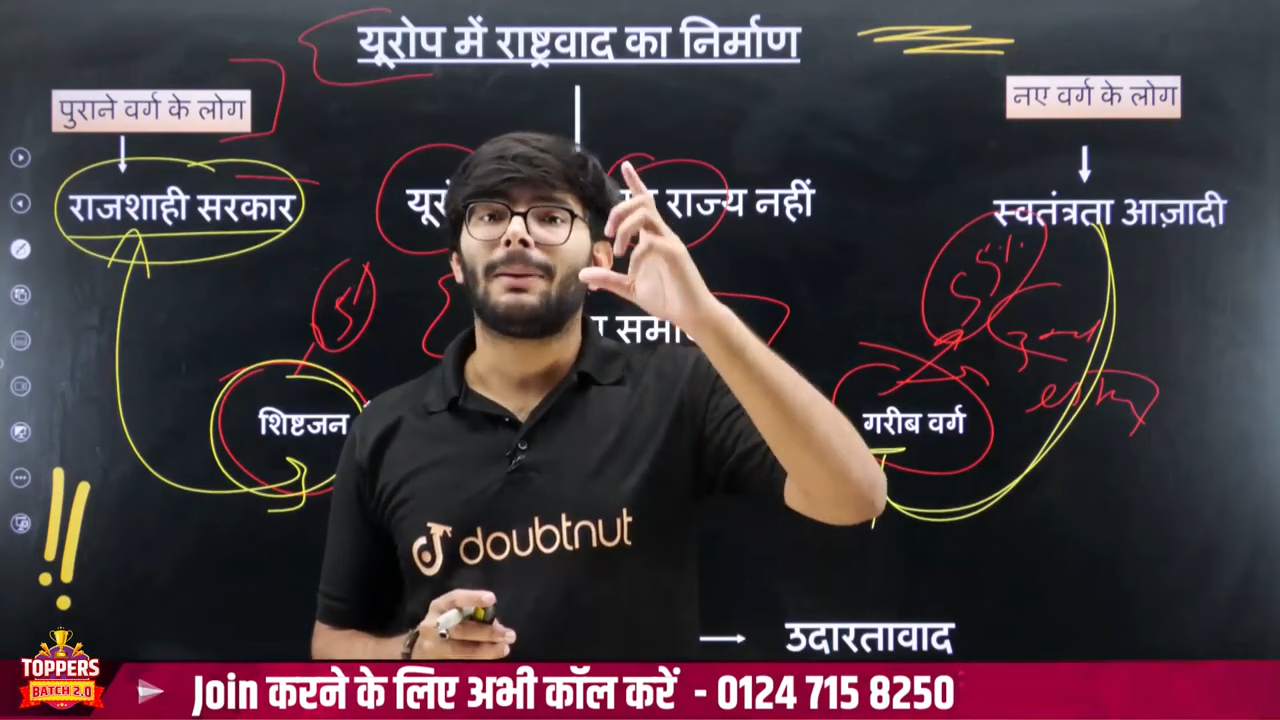 यूरोप में राष्ट्रवाद का निर्माण
पुराने वर्ग के लोग
नए वर्ग के लोग
राजशाही सरकार
राज्य नहीं
स्वतंत्रता आज़ादी
5%
शिष्टजन
गरीब वर्ग
doubtnut
उदारतावाद
TOPPERS
BATCH 2.0
Join करने के लिए अभी कॉल करें - 0124 715 8250